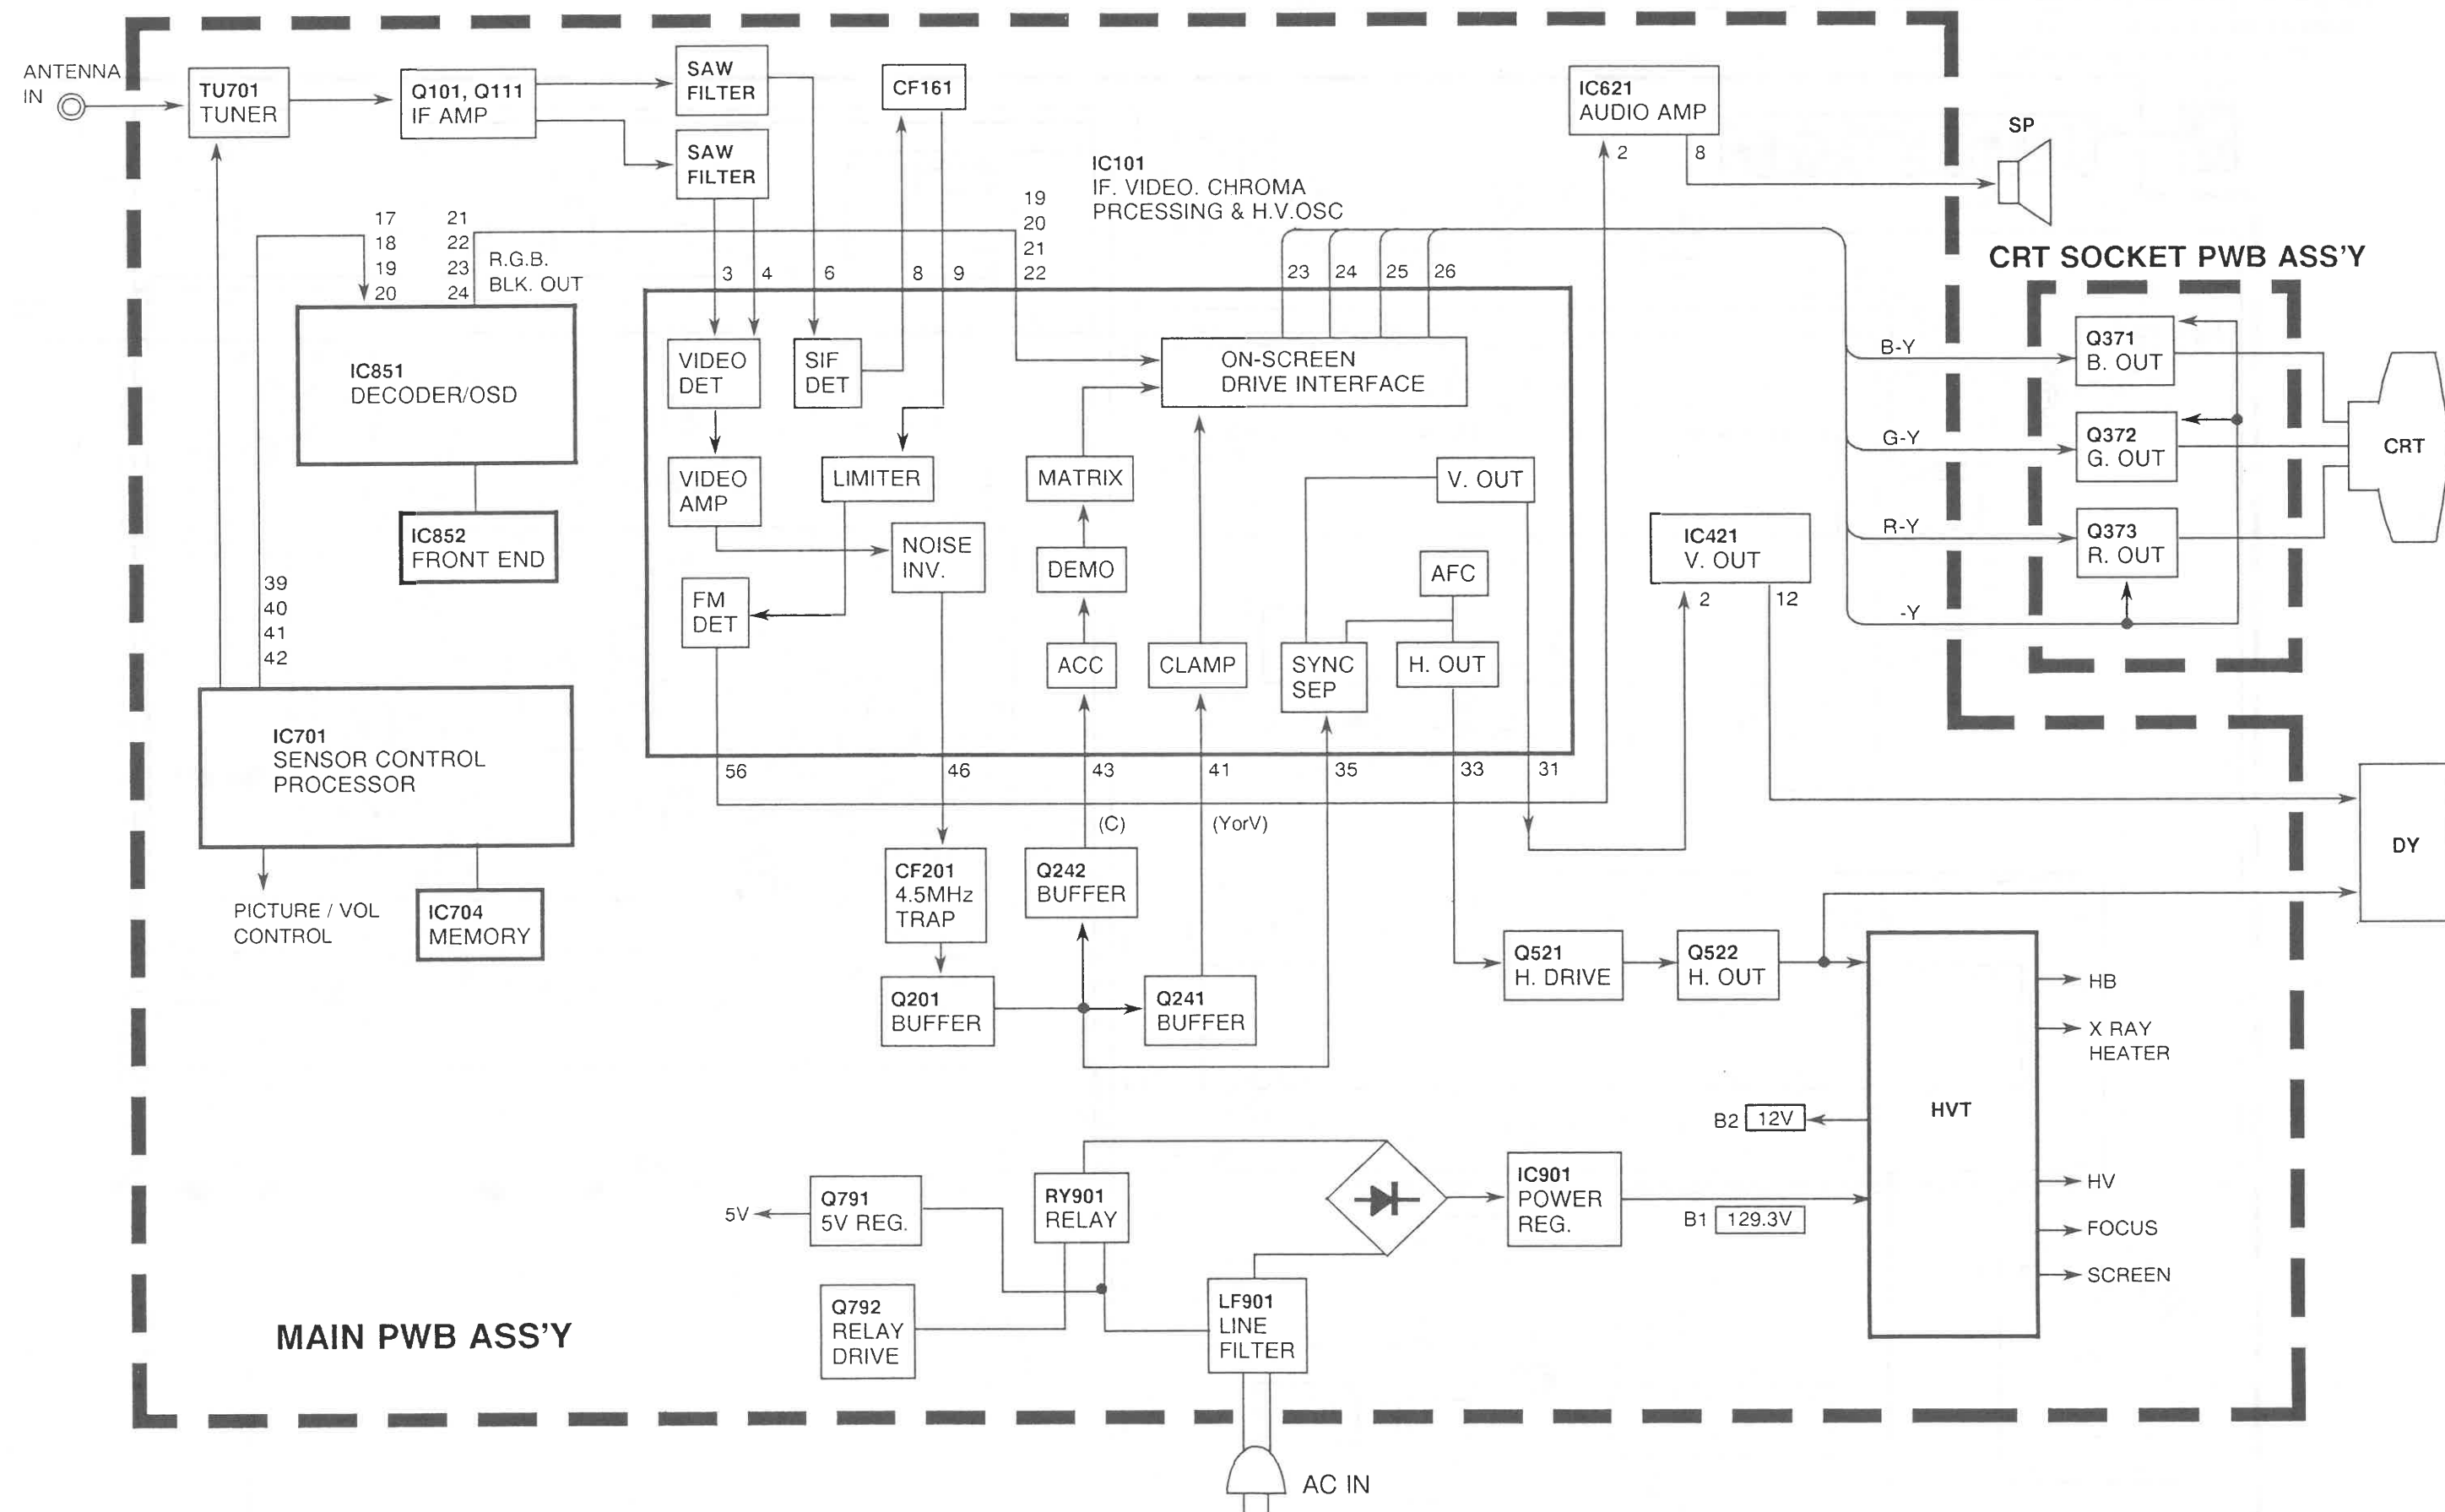 ANTENNA
IN
TU701
TUNER
Q101, Q111
IF AMP
SAW
FILTER
SAW
FILTER
CF161
IC101
IF. VIDEO. CHROMA
PRCESSING & H.V.OSC
IC621
AUDIO AMP
2
8
SP
CRT SOCKET PWB ASS'Y
17
18
19
20
21
22
23
24
R.G.B.
BLK. OUT
3
4
6
8
9
19
20
21
22
23
24
25
26
IC851
DECODER/OSD
IC852
FRONT END
VIDEO
DET
SIF
DET
ON-SCREEN
DRIVE INTERFACE
VIDEO
AMP
LIMITER
MATRIX
V. OUT
NOISE
INV.
DEMO
AFC
FM
DET
ACC
CLAMP
SYNC
SEP
H. OUT
B-Y
G-Y
R-Y
-Y
Q371
B. OUT
Q372
G. OUT
Q373
R. OUT
CRT
IC421
V. OUT
2
12
39
40
41
42
IC701
SENSOR CONTROL
PROCESSOR
56
46
43
41
35
33
31
(C)
(YorV)
PICTURE / VOL
CONTROL
IC704
MEMORY
CF201
4.5MHz
TRAP
Q242
BUFFER
Q201
BUFFER
Q241
BUFFER
DY
Q521
H. DRIVE
Q522
H. OUT
HVT
HB
X RAY
HEATER
B2 12V
HV
FOCUS
SCREEN
5V
Q791
5V REG.
RY901
RELAY
IC901
POWER
REG.
B1 129.3V
Q792
RELAY
DRIVE
LF901
LINE
FILTER
MAIN PWB ASS'Y
AC IN